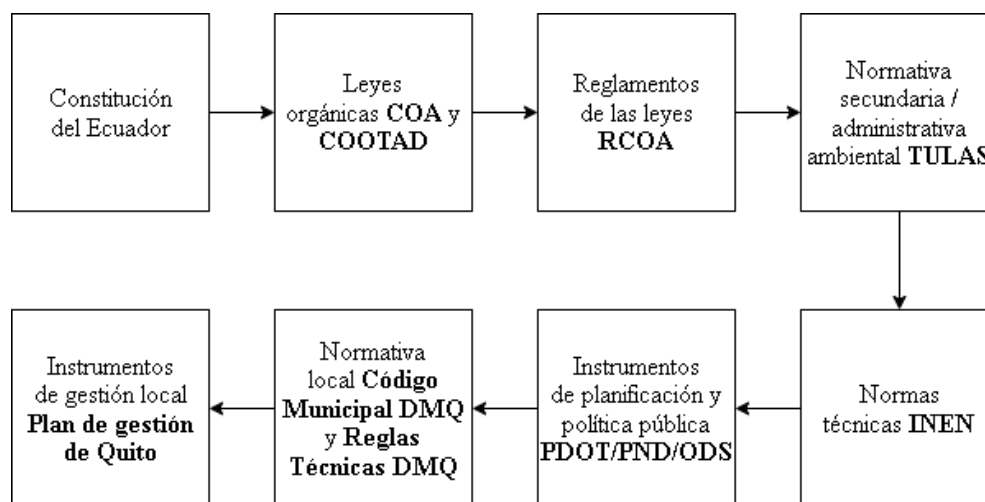 Constitución
del Ecuador
Leyes
orgánicas COA y
COOTAD
Reglamentos
de las leyes
RCOA
Normativa
secundaria /
administrativa
ambiental TULAS
Normas
técnicas INEN
Instrumentos
de planificación y
política pública
PDOT/PND/ODS
Normativa
local Código
Municipal DMQ
y Reglas
Técnicas DMQ
Instrumentos
de gestión local
Plan de gestión
de Quito